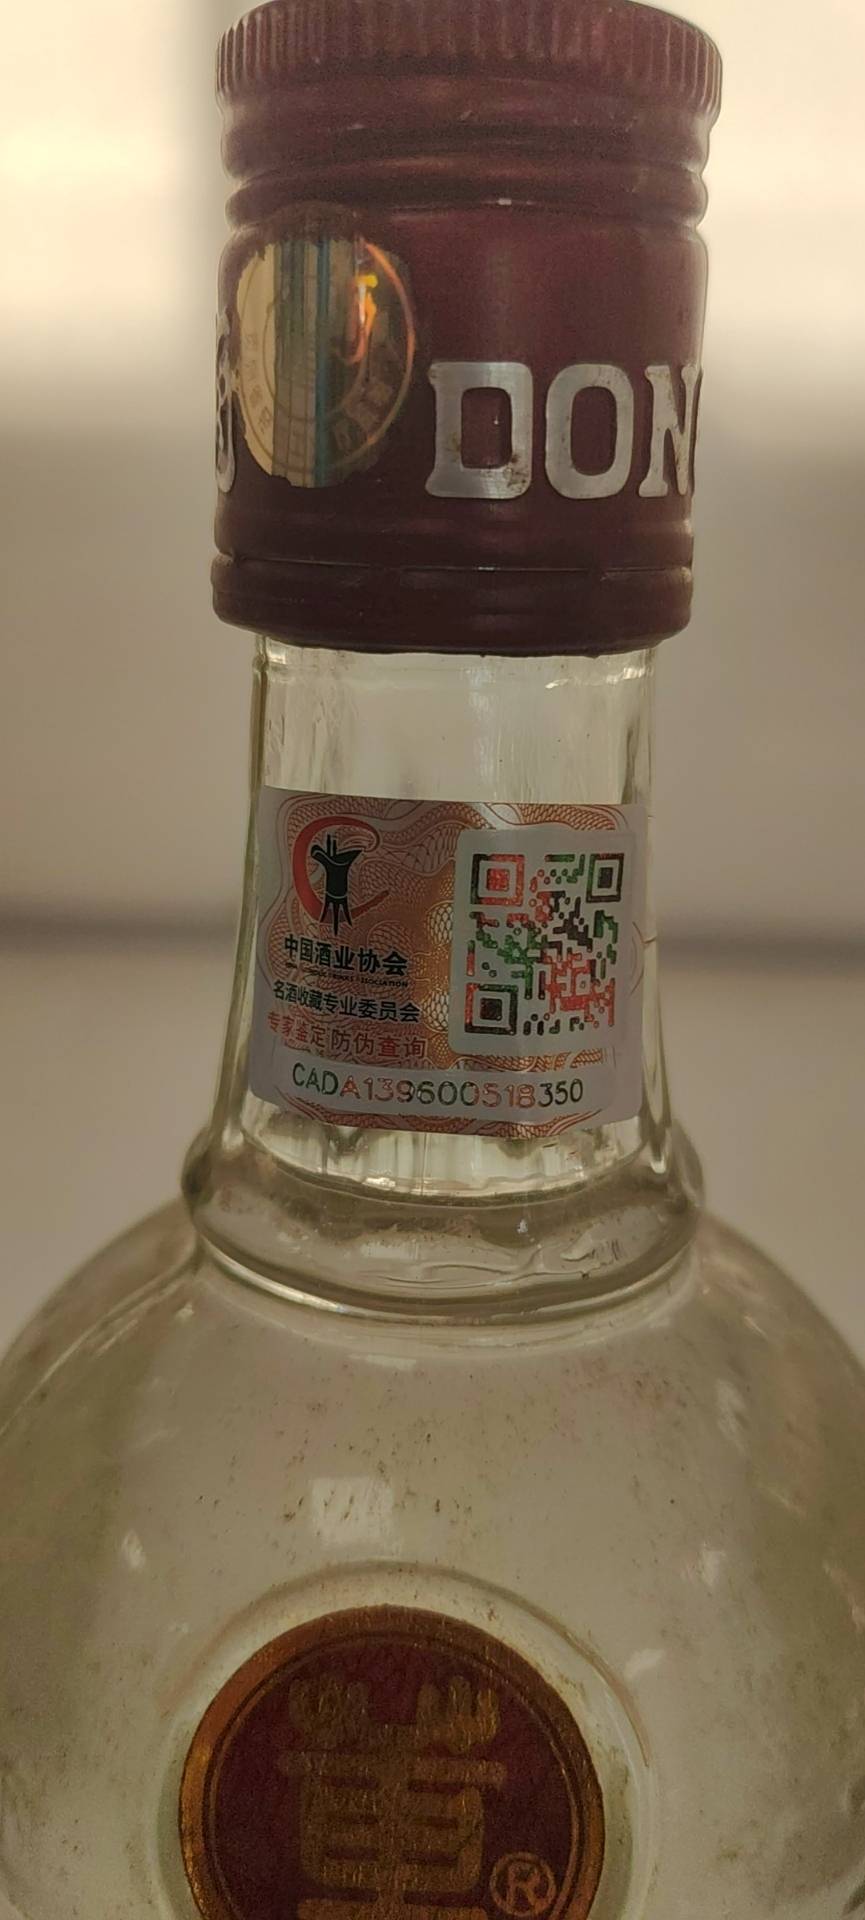 DON
中国酒业协会
名酒收藏专业委员会
专家鉴定 防伪查询
CADA139600518350
董
®